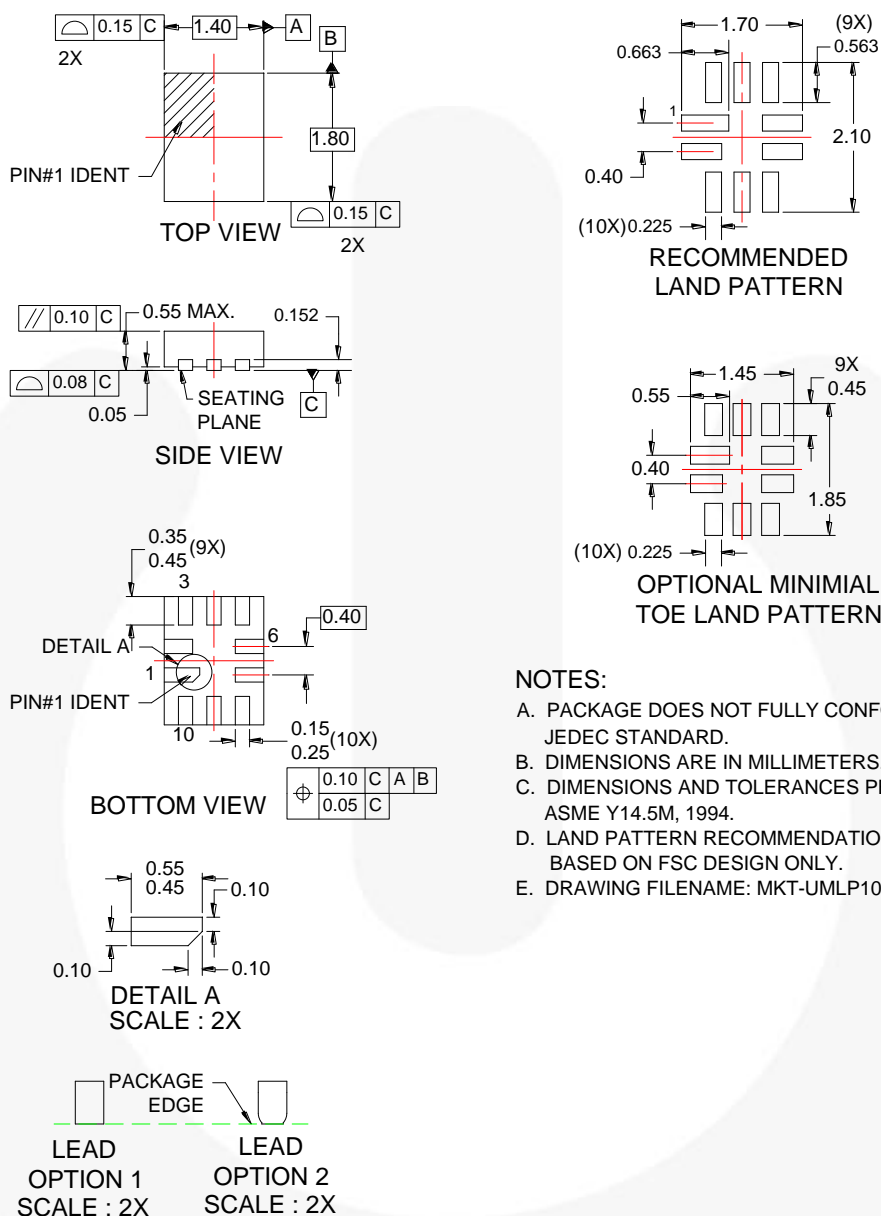 0.15 C
2X
1.40
A
B
1.80
PIN#1 IDENT
0.15 C
2X
TOP VIEW
// 0.10 C
0.55 MAX.
0.152
0.08 C
0.05
SEATING
PLANE
C
SIDE VIEW
0.35
0.45 (9X)
3
DETAIL A
0.40
6
1
PIN#1 IDENT
10
0.15
0.25 (10X)
0.10 C A B
0.05 C
BOTTOM VIEW
0.55
0.45
0.10
0.10
0.10
DETAIL A
SCALE : 2X
PACKAGE
EDGE
LEAD
OPTION 1
SCALE : 2X
LEAD
OPTION 2
SCALE : 2X
1.70
(9X)
0.563
0.663
1
2.10
0.40
(10X) 0.225
RECOMMENDED
LAND PATTERN
1.45
9X
0.45
0.55
0.40
1.85
(10X) 0.225
OPTIONAL MINIMIAL
TOE LAND PATTERN
NOTES:
A. PACKAGE DOES NOT FULLY
JEDEC STANDARD.
B. DIMENSIONS ARE IN MILLIMETERS
C. DIMENSIONS AND TOLERANCES
ASME Y14.5M, 1994.
D. LAND PATTERN
BASED ON FSC DESIGN ONLY.
E. DRAWING FILENAME: MKT-UMLP10